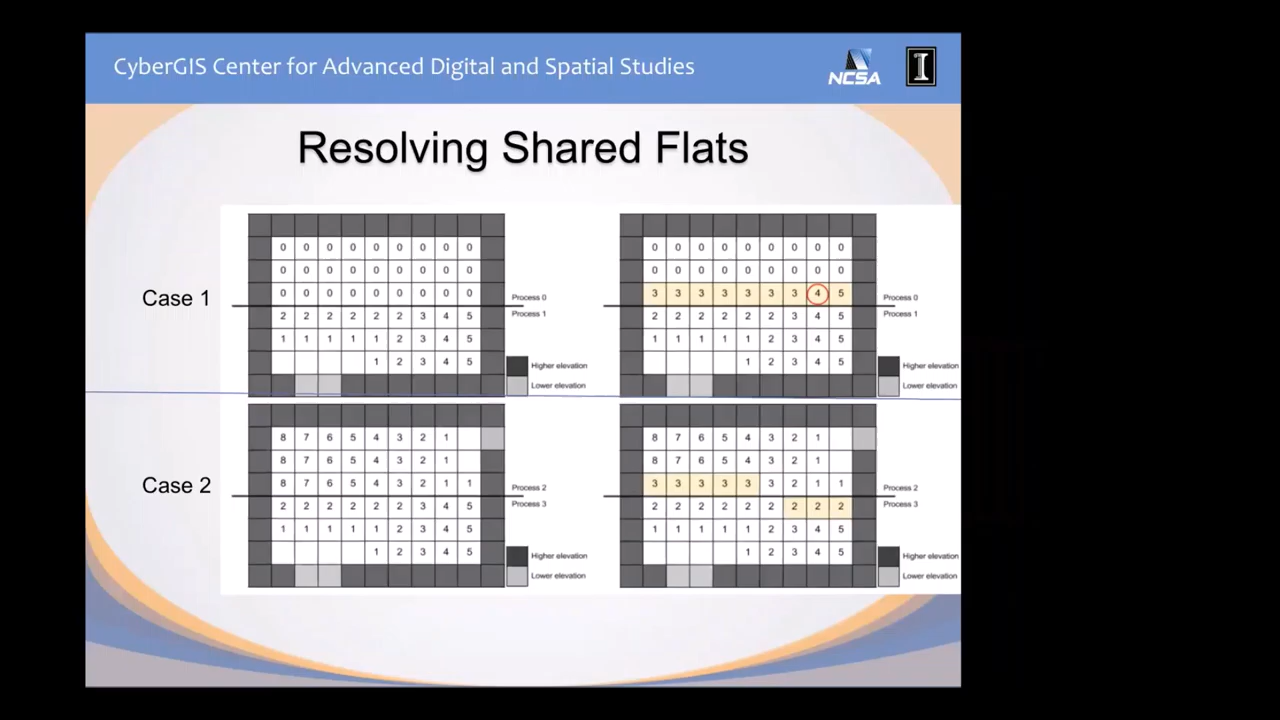 CyberGIS Center for Advanced Digital and Spatial Studies
NCSA
I
Resolving Shared Flats
Case 1
0 0 0 0 0 0 0 0 0
0 0 0 0 0 0 0 0 0
0 0 0 0 0 0 0 0 0
Process 0
Process 1
2 2 2 2 2 2 3 4 5
1 1 1 1 1 2 3 4 5
1 2 3 4 5
Higher elevation
Lower elevation
0 0 0 0 0 0 0 0 0
0 0 0 0 0 0 0 0 0
3 3 3 3 3 3 3 4 5
Process 0
Process 1
2 2 2 2 2 2 3 4 5
1 1 1 1 1 2 3 4 5
1 2 3 4 5
Higher elevation
Lower elevation
Case 2
8 7 6 5 4 3 2 1
8 7 6 5 4 3 2 1
8 7 6 5 4 3 2 1 1
Process 2
Process 3
2 2 2 2 2 2 3 4 5
1 1 1 1 1 2 3 4 5
1 2 3 4 5
Higher elevation
Lower elevation
8 7 6 5 4 3 2 1
8 7 6 5 4 3 2 1
3 3 3 3 3 3 2 1 1
Process 2
Process 3
2 2 2 2 2 2 2 2 2
1 1 1 1 1 2 3 4 5
1 2 3 4 5
Higher elevation
Lower elevation